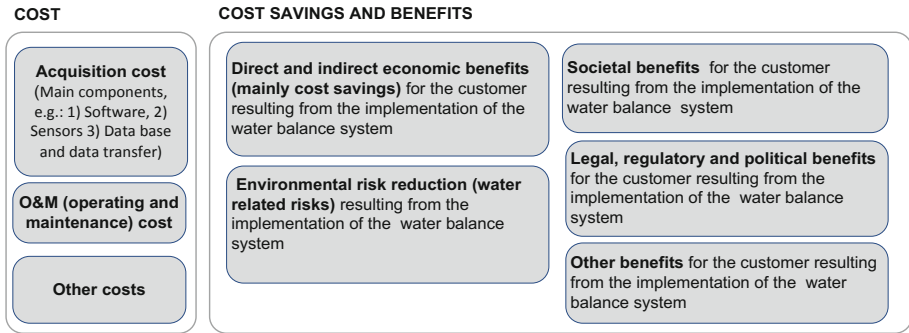 COST
Acquisition cost
(Main components,
e.g.: 1) Software, 2)
Sensors 3) Data base
and data transfer)
O&M (operating and
maintenance) cost
Other costs
COST SAVINGS AND BENEFITS
Direct and indirect economic benefits
(mainly cost savings) for the customer
resulting from the implementation of the
water balance system
Environmental risk reduction (water
related risks) resulting from the
implementation of the water balance
system
Societal benefits for the customer
resulting from the implementation of the
water balance system
Legal, regulatory and political benefits
for the customer resulting from the
implementation of the water balance
system
Other benefits for the customer resulting
from the implementation of the water
balance system